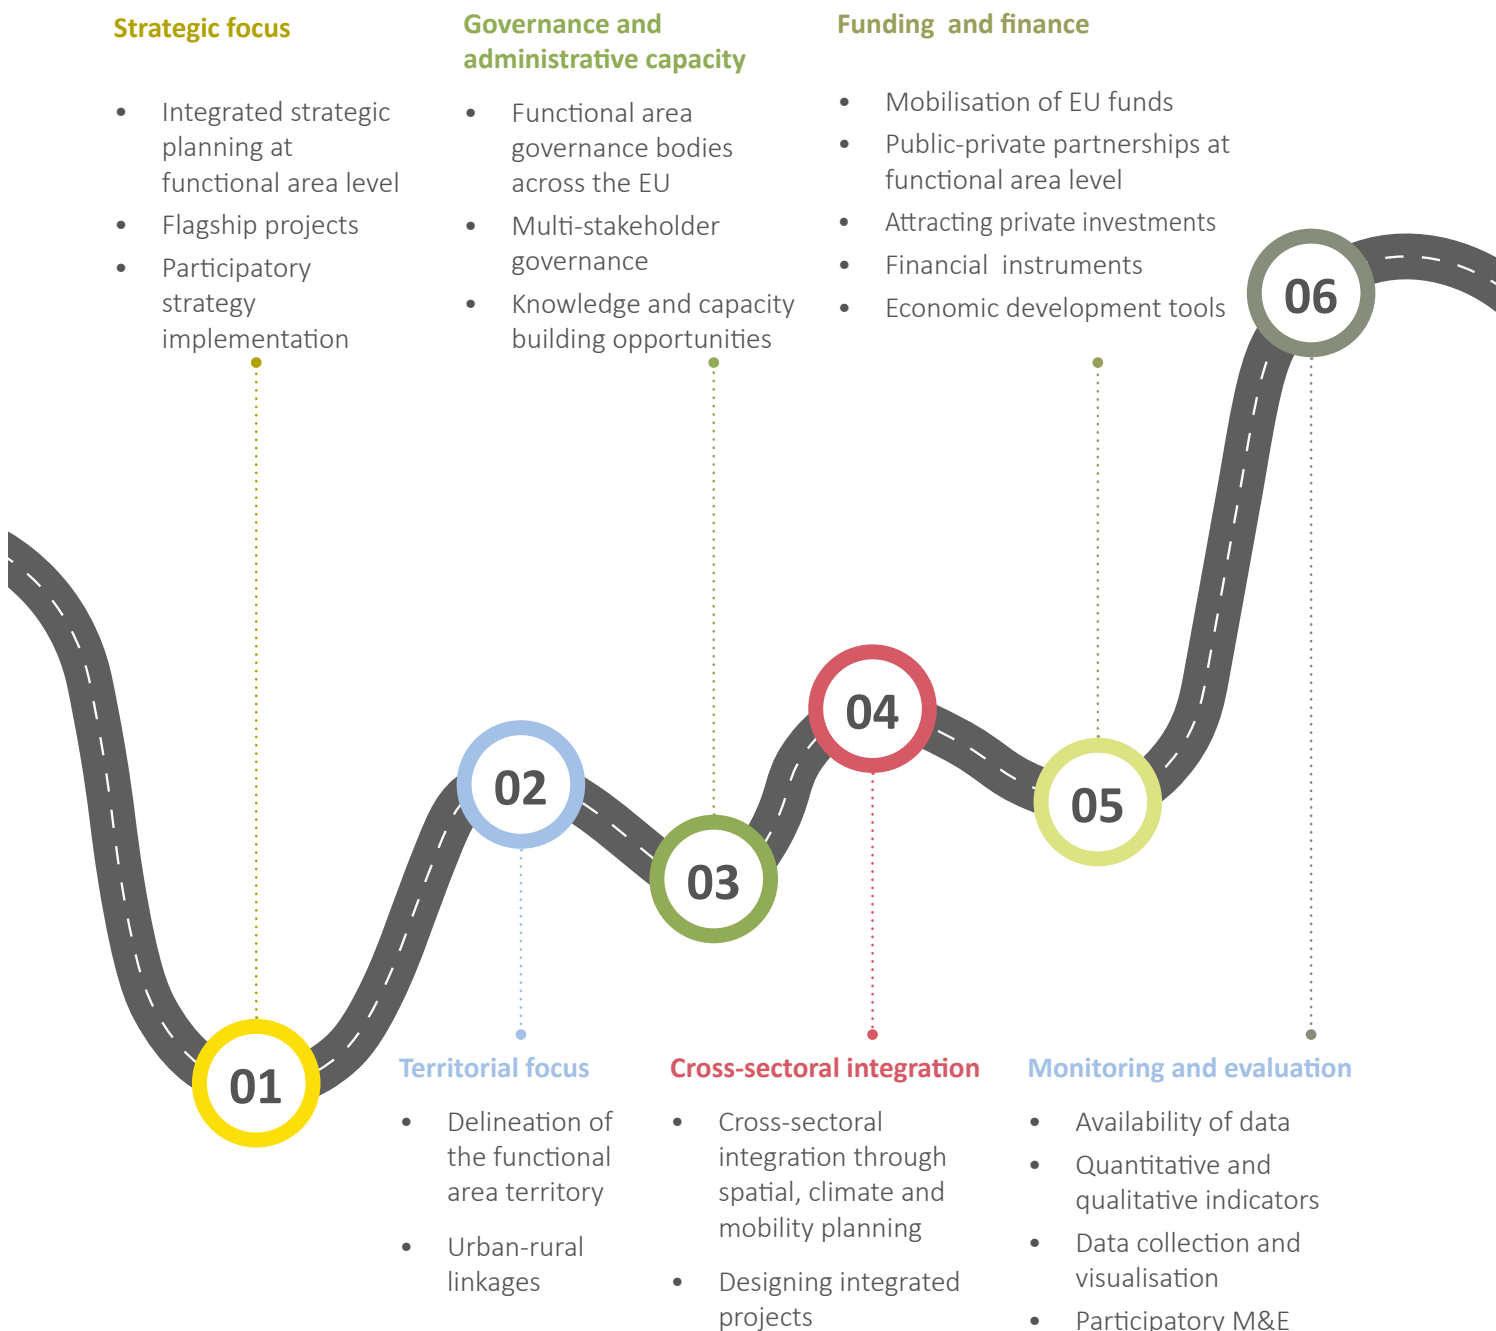 Strategic focus
• Integrated strategic
planning at
functional area level
• Flagship projects
• Participatory
strategy
implementation
Governance and
administrative capacity
• Functional area
governance bodies
across the EU
• Multi-stakeholder
governance
• Knowledge and capacity
building opportunities
Funding and finance
• Mobilisation of EU funds
• Public-private partnerships at
functional area level
• Attracting private investments
• Financial instruments
• Economic development tools
06
04
02
05
03
01
Territorial focus
• Delineation of
the functional
area territory
• Urban-rural
linkages
Cross-sectoral integration
• Cross-sectoral
integration through
spatial, climate and
mobility planning
• Designing integrated
projects
Monitoring and evaluation
• Availability of data
• Quantitative and
qualitative indicators
• Data collection and
visualisation
• Participatory M&E